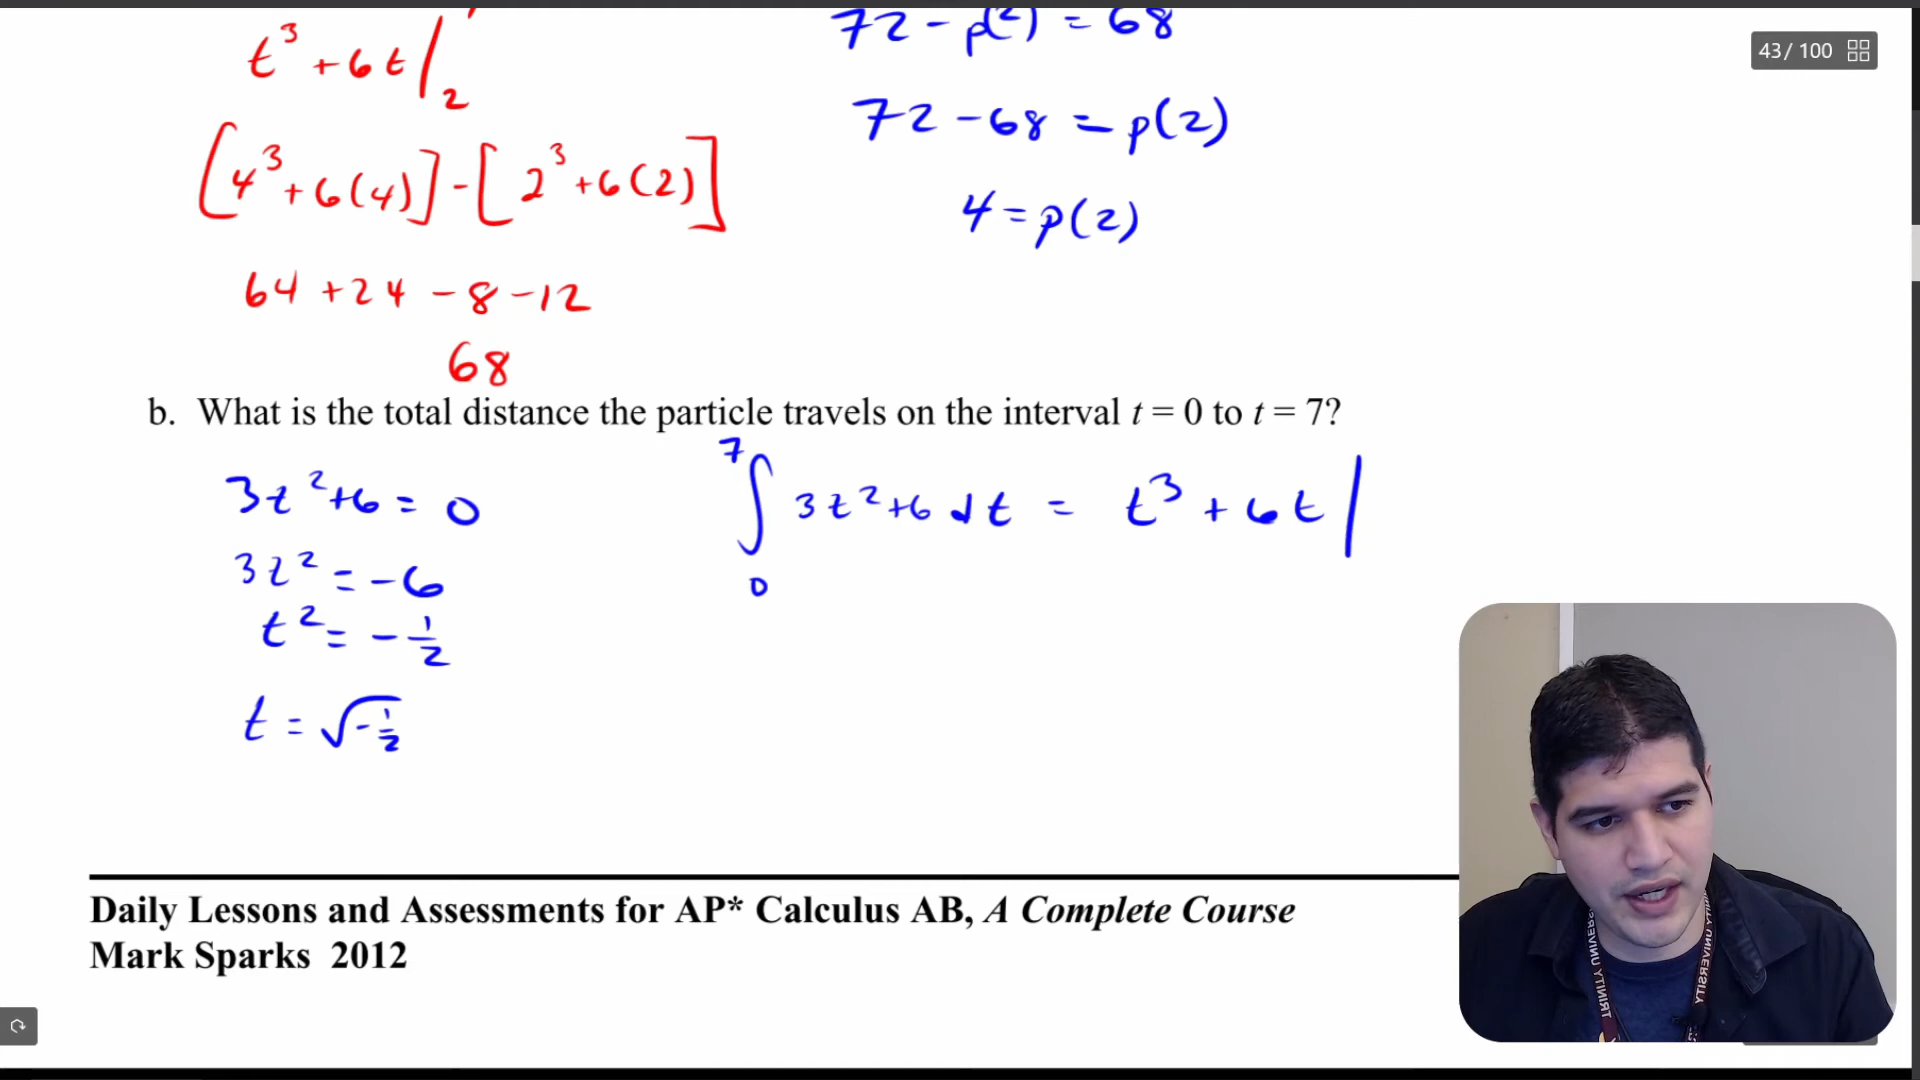 43/ 100
t³ + 6t |₂
72 - p(2) = 68
72 - 68 = p(2)
[4³ + 6(4)] - [2³ + 6(2)]
4 = p(2)
64 + 24 - 8 - 12
68
b. What is the total distance the particle travels on the interval t = 0 to t = 7?
3t² + 6 = 0
∫₀⁷ 3t² + 6 dt = t³ + 6t |
3t² = -6
t² = -1/2
t = √-1/2
Daily Lessons and Assessments for AP* Calculus AB, A Complete Course
Mark Sparks 2012
TRINITY UNIVERS
UNIVERSITY